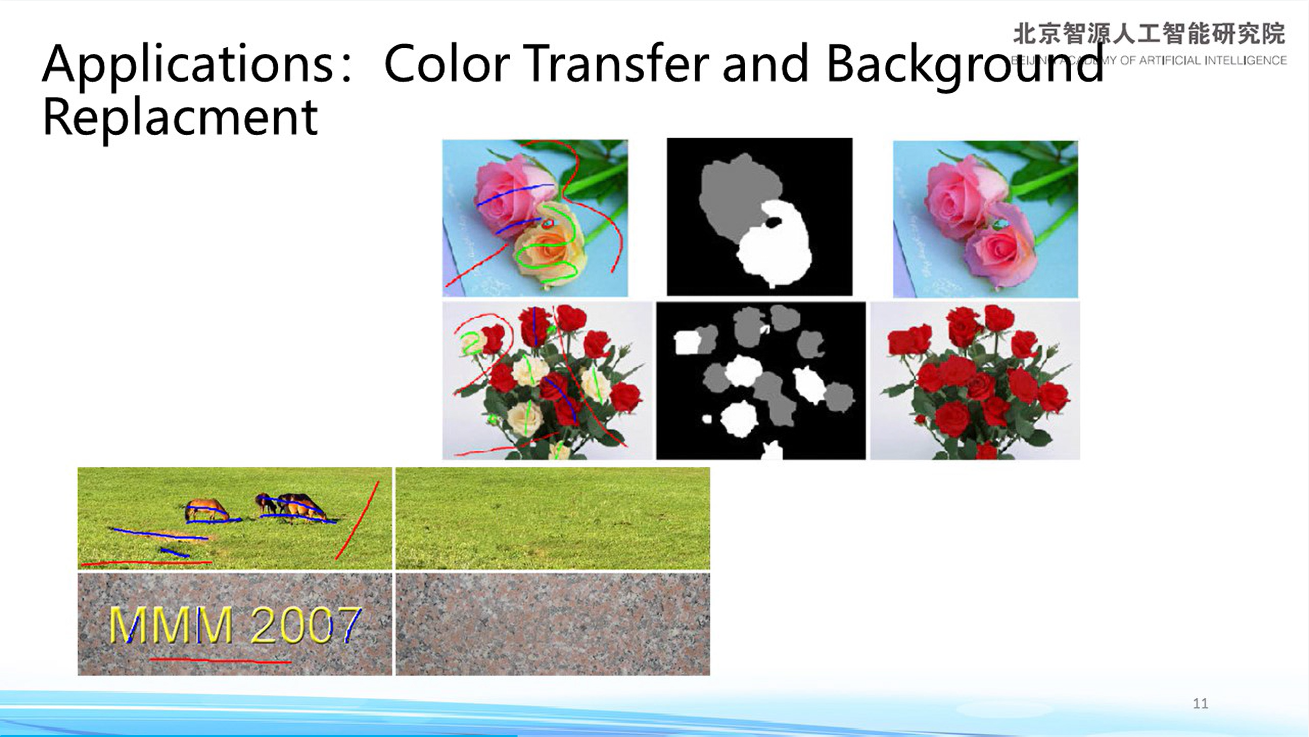 北京智源人工智能研究院
BEIJING ACADEMY OF ARTIFICIAL INTELLIGENCE
Applications：Color Transfer and Background
Replacment
MMM 2007
11